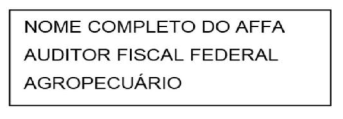 NOME COMPLETO DO AFFA
AUDITOR FISCAL FEDERAL
AGROPECUÁRIO